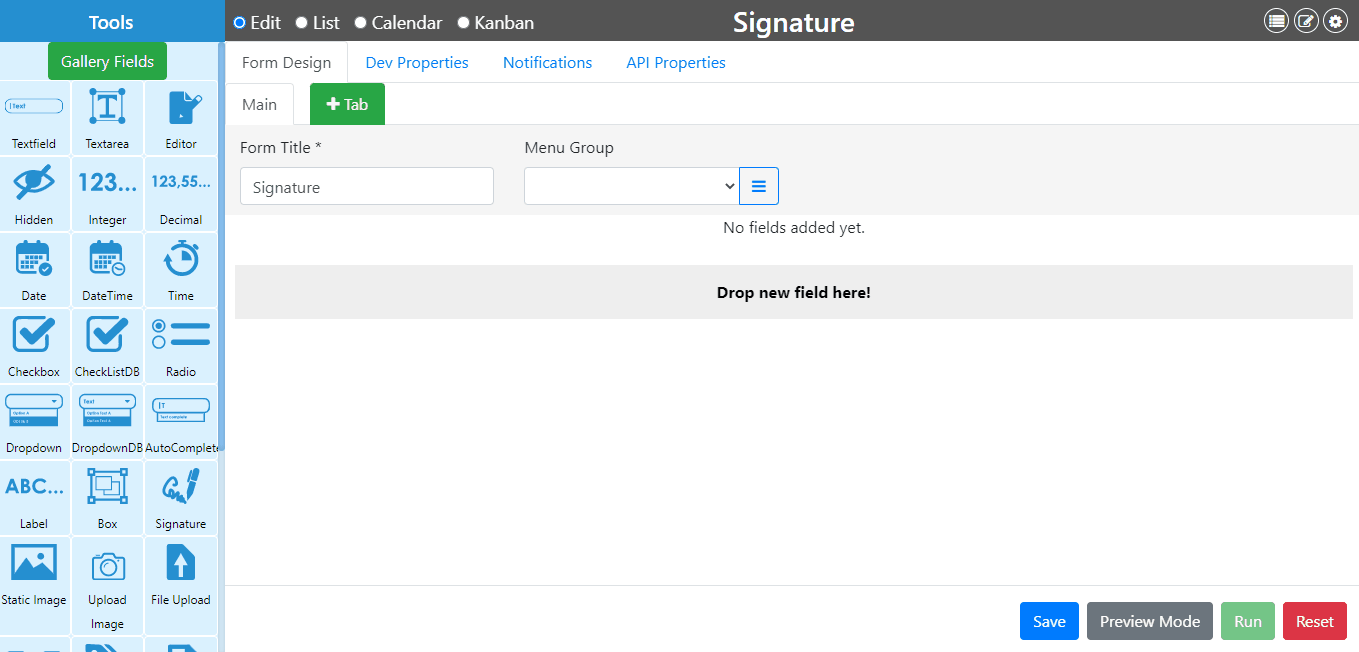 Tools
Edit List Calendar Kanban
Signature
Gallery Fields
Form Design Dev Properties Notifications API Properties
Main + Tab
Form Title * Menu Group
Signature
No fields added yet.
Drop new field here!
Text
Textfield Textarea Editor
123... 123,55...
Hidden Integer Decimal
Date DateTime Time
Checkbox CheckListDB Radio
Text
Text complete
Dropdown DropdownDB AutoComplete
ABC...
Label Box Signature
Static Image Upload Image File Upload
Save Preview Mode Run Reset